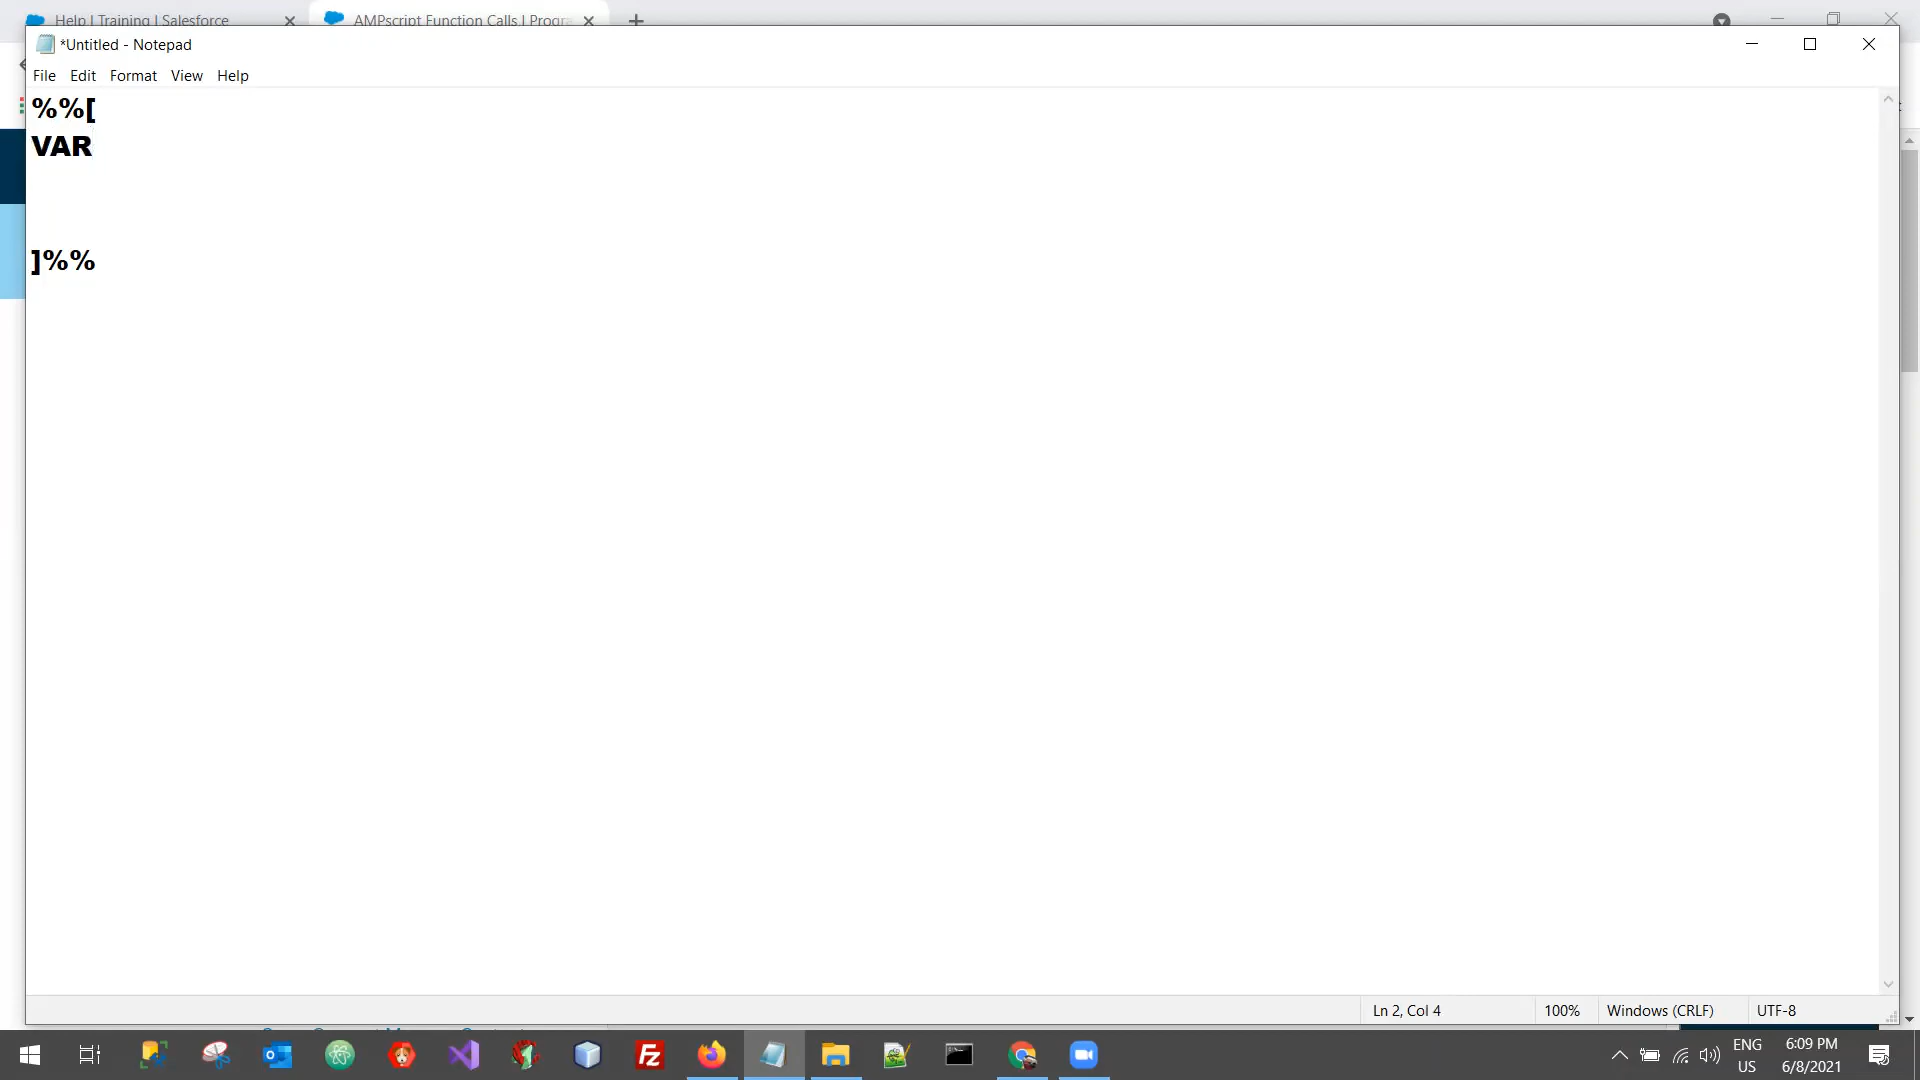 Help | Training | Salesforce
AMPscript Function Calls | Progra
*Untitled - Notepad
File Edit Format View Help
%%[
VAR
]%%
Ln 2, Col 4
100%
Windows (CRLF)
UTF-8
ENG
US
6:09 PM
6/8/2021